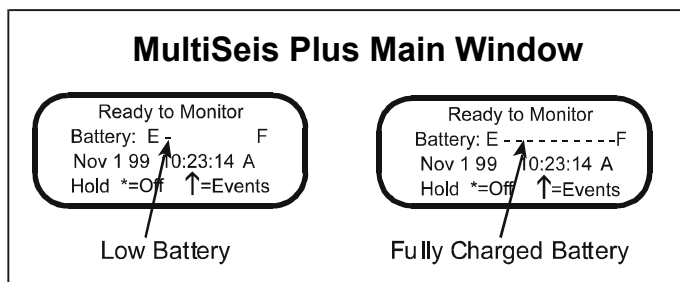 MultiSeis Plus Main Window
Ready to Monitor
Battery: E - F
Nov 1 99 10:23:14 A
Hold *=Off ↑=Events
Low Battery
Ready to Monitor
Battery: E - - - - - - - - - - -F
Nov 1 99 10:23:14 A
Hold *=Off ↑=Events
Fully Charged Battery